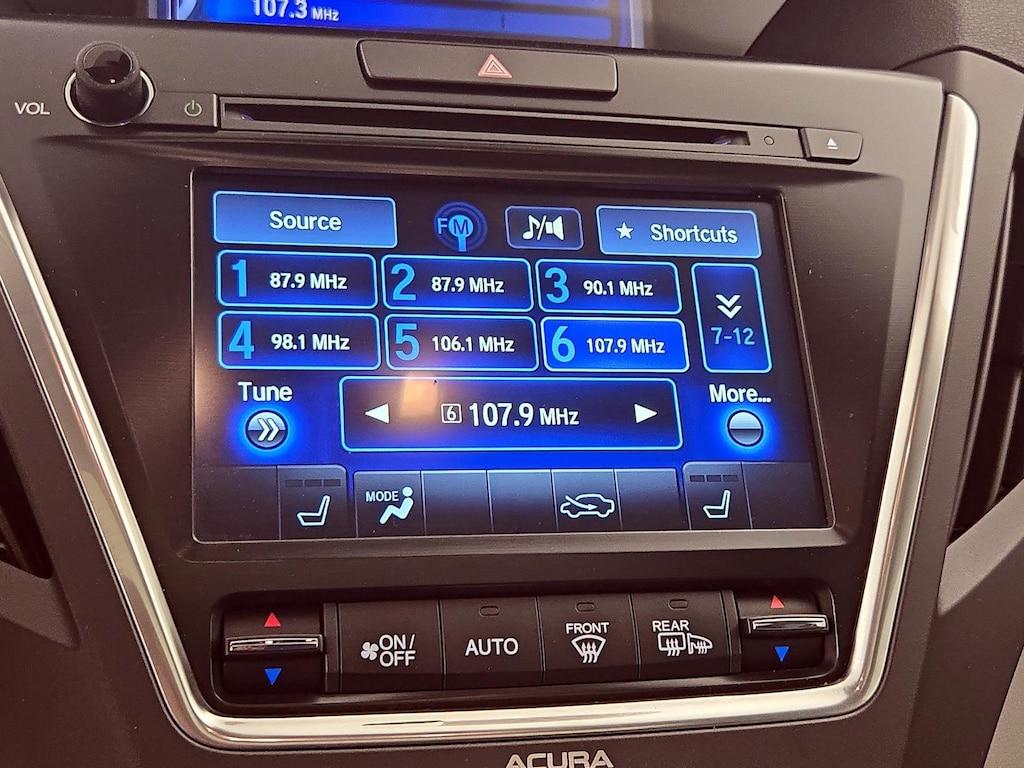 107.3 MHz
VOL
Source
FM
Shortcuts
1 87.9 MHz
2 87.9 MHz
3 90.1 MHz
4 98.1 MHz
5 106.1 MHz
6 107.9 MHz
7-12
Tune
6 107.9 MHz
More...
MODE
ON/
OFF
AUTO
FRONT
REAR
ACURA